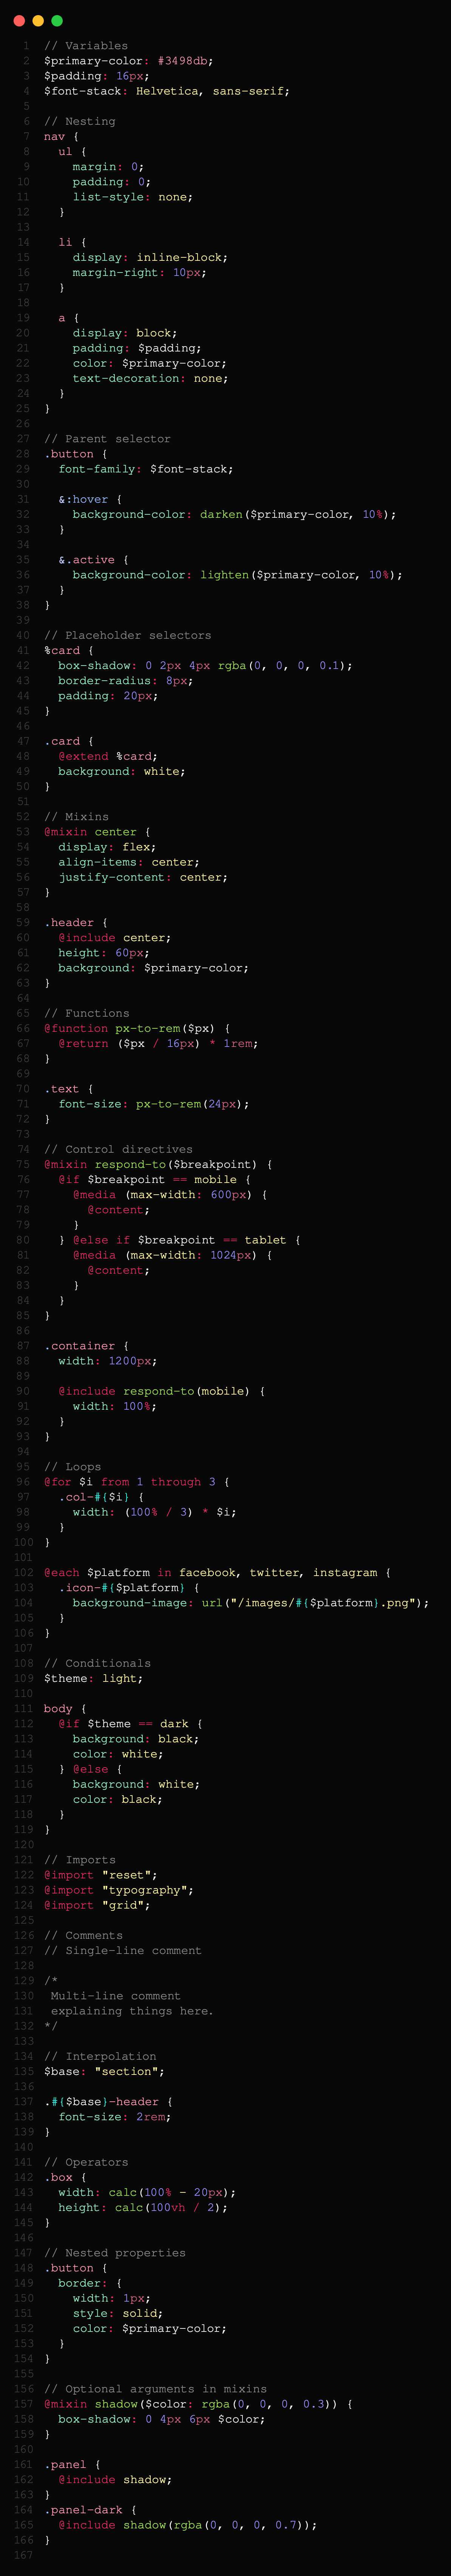 1 // Variables
2 $primary-color: #3498db;
3 $padding: 16px;
4 $font-stack: Helvetica, sans-serif;
5
6 // Nesting
7 nav {
8   ul {
9     margin: 0;
10     padding: 0;
11     list-style: none;
12   }
13
14   li {
15     display: inline-block;
16     margin-right: 10px;
17   }
18
19   a {
20     display: block;
21     padding: $padding;
22     color: $primary-color;
23     text-decoration: none;
24   }
25 }
26
27 // Parent selector
28 .button {
29   font-family: $font-stack;
30
31   &:hover {
32     background-color: darken($primary-color, 10%);
33   }
34
35   &.active {
36     background-color: lighten($primary-color, 10%);
37   }
38 }
39
40 // Placeholder selectors
41 %card {
42   box-shadow: 0 2px 4px rgba(0, 0, 0, 0.1);
43   border-radius: 8px;
44   padding: 20px;
45 }
46
47 .card {
48   @extend %card;
49   background: white;
50 }
51
52 // Mixins
53 @mixin center {
54   display: flex;
55   align-items: center;
56   justify-content: center;
57 }
58
59 .header {
60   @include center;
61   height: 60px;
62   background: $primary-color;
63 }
64
65 // Functions
66 @function px-to-rem($px) {
67   @return ($px / 16px) * 1rem;
68 }
69
70 .text {
71   font-size: px-to-rem(24px);
72 }
73
74 // Control directives
75 @mixin respond-to($breakpoint) {
76   @if $breakpoint == mobile {
77     @media (max-width: 600px) {
78       @content;
79     }
80   } @else if $breakpoint == tablet {
81     @media (max-width: 1024px) {
82       @content;
83     }
84   }
85 }
86
87 .container {
88   width: 1200px;
89
90   @include respond-to(mobile) {
91     width: 100%;
92   }
93 }
94
95 // Loops
96 @for $i from 1 through 3 {
97   .col-#{$i} {
98     width: (100% / 3) * $i;
99   }
100 }
101
102 @each $platform in facebook, twitter, instagram {
103   .icon-#{$platform} {
104     background-image: url("/images/#{$platform}.png");
105   }
106 }
107
108 // Conditionals
109 $theme: light;
110
111 body {
112   @if $theme == dark {
113     background: black;
114     color: white;
115   } @else {
116     background: white;
117     color: black;
118   }
119 }
120
121 // Imports
122 @import "reset";
123 @import "typography";
124 @import "grid";
125
126 // Comments
127 // Single-line comment
128
129 /*
130  Multi-line comment
131  explaining things here.
132 */
133
134 // Interpolation
135 $base: "section";
136
137 .#{$base}-header {
138   font-size: 2rem;
139 }
140
141 // Operators
142 .box {
143   width: calc(100% - 20px);
144   height: calc(100vh / 2);
145 }
146
147 // Nested properties
148 .button {
149   border: {
150     width: 1px;
151     style: solid;
152     color: $primary-color;
153   }
154 }
155
156 // Optional arguments in mixins
157 @mixin shadow($color: rgba(0, 0, 0, 0.3)) {
158   box-shadow: 0 4px 6px $color;
159 }
160
161 .panel {
162   @include shadow;
163 }
164 .panel-dark {
165   @include shadow(rgba(0, 0, 0, 0.7));
166 }
167